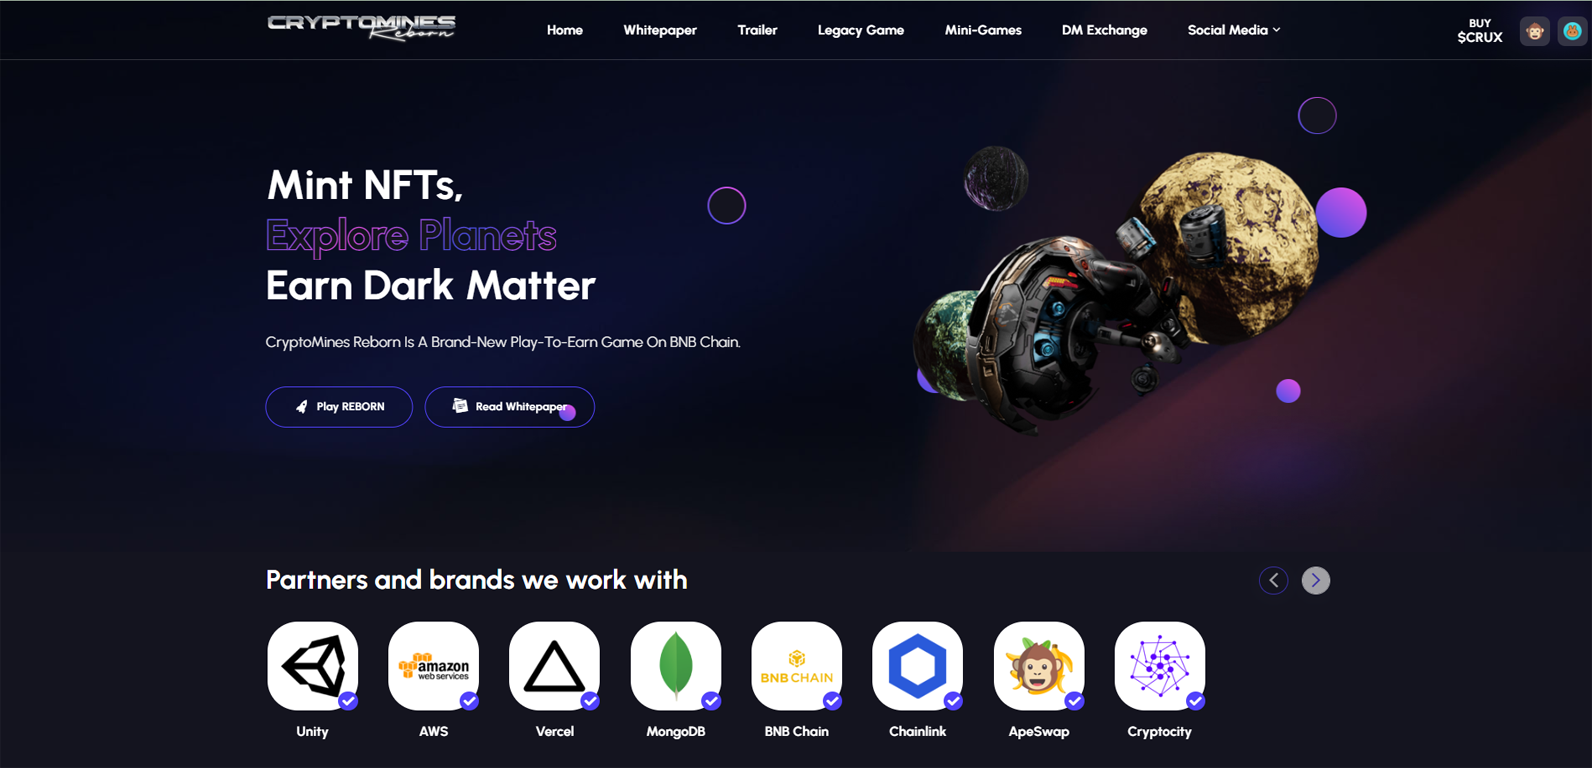 CRYPTOMINES
Reborn
Home
Whitepaper
Trailer
Legacy Game
Mini-Games
DM Exchange
Social Media
BUY
$CRUX
Mint NFTs,
Explore Planets
Earn Dark Matter
CryptoMines Reborn Is A Brand-New Play-To-Earn Game On BNB Chain.
Play REBORN
Read Whitepaper
Partners and brands we work with
amazon
web services
BNB CHAIN
Unity
AWS
Vercel
MongoDB
BNB Chain
Chainlink
ApeSwap
Cryptocity